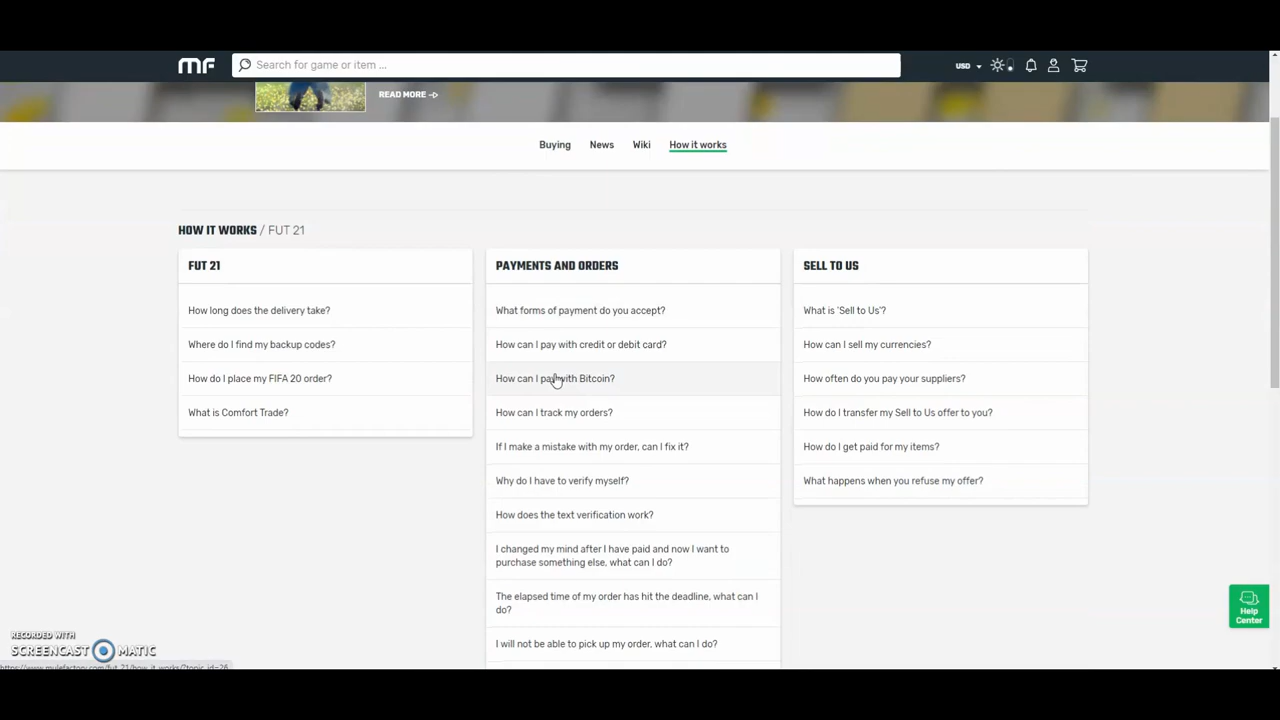 MF
Search for game or item ...
USD
READ MORE
Buying
News
Wiki
How it works
HOW IT WORKS / FUT 21
FUT 21
How long does the delivery take?
Where do I find my backup codes?
How do I place my FIFA 20 order?
What is Comfort Trade?
PAYMENTS AND ORDERS
What forms of payment do you accept?
How can I pay with credit or debit card?
How can I pay with Bitcoin?
How can I track my orders?
If I make a mistake with my order, can I fix it?
Why do I have to verify myself?
How does the text verification work?
I changed my mind after I have paid and now I want to
purchase something else, what can I do?
The elapsed time of my order has hit the deadline, what can I
do?
I will not be able to pick up my order, what can I do?
SELL TO US
What is 'Sell to Us'?
How can I sell my currencies?
How often do you pay your suppliers?
How do I transfer my Sell to Us offer to you?
How do I get paid for my items?
What happens when you refuse my offer?
Help
Center
RECORDED WITH
SCREENCAST MATIC
https://www.mulefactory.com/fut_21/how_it_works/?topic_id=26